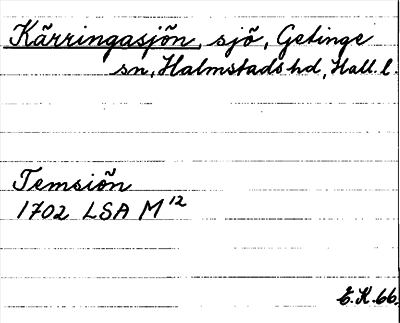 Kärringasjön, sjö, Getinge
sn, Halmstads hd, Hall. l.
Temsiön
1702 LSA M¹²
E.K.66.